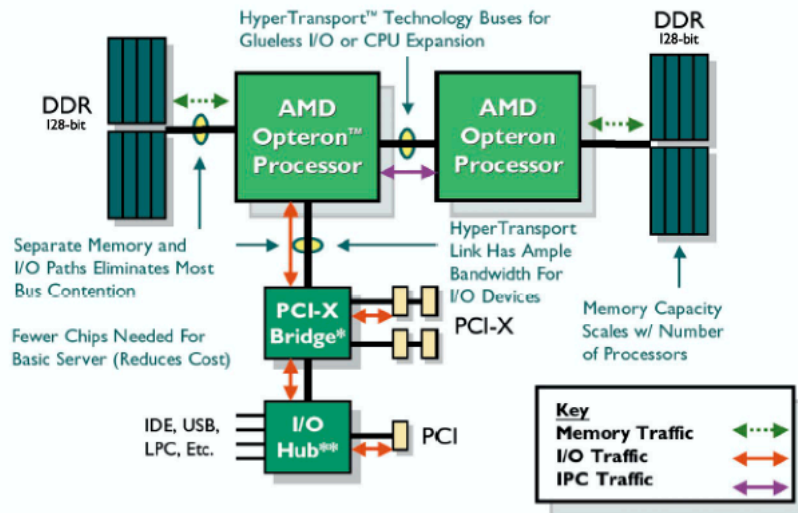 HyperTransport™ Technology Buses for
Glueless I/O or CPU Expansion
DDR
128-bit
DDR
128-bit
AMD
Opteron™
Processor
AMD
Opteron
Processor
Separate Memory and
I/O Paths Eliminates Most
Bus Contention
HyperTransport
Link Has Ample
Bandwidth For
I/O Devices
Memory Capacity
Scales w/ Number
of Processors
Fewer Chips Needed For
Basic Server (Reduces Cost)
PCI-X
Bridge*
PCI-X
IDE, USB,
LPC, Etc.
I/O
Hub**
PCI
Key
Memory Traffic
I/O Traffic
IPC Traffic